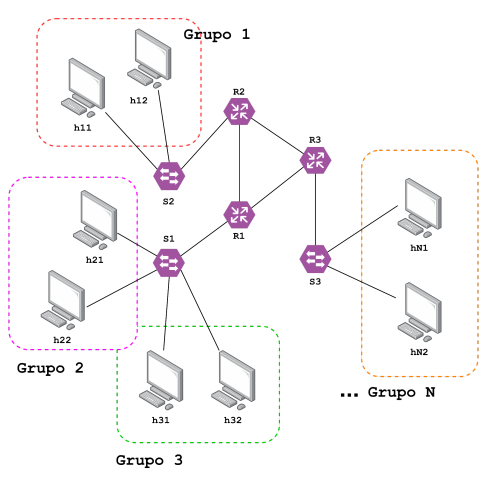 Grupo 1
h11
h12
R2
R3
S2
R1
S1
h21
h22
S3
hN1
hN2
Grupo 2
... Grupo N
h31
h32
Grupo 3